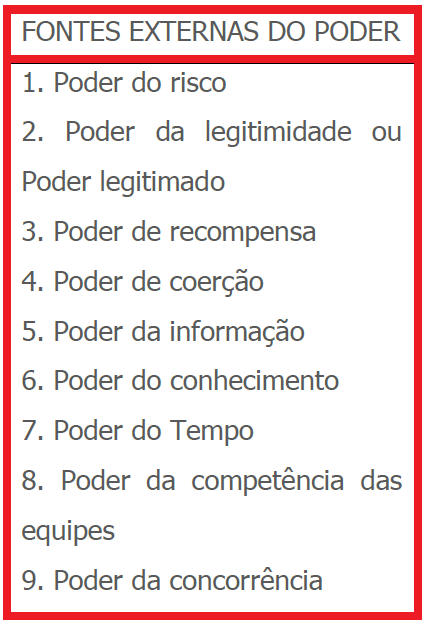 FONTES EXTERNAS DO PODER
1. Poder do risco
2. Poder da legitimidade ou
Poder legitimado
3. Poder de recompensa
4. Poder de coerção
5. Poder da informação
6. Poder do conhecimento
7. Poder do Tempo
8. Poder da competência das
equipes
9. Poder da concorrência